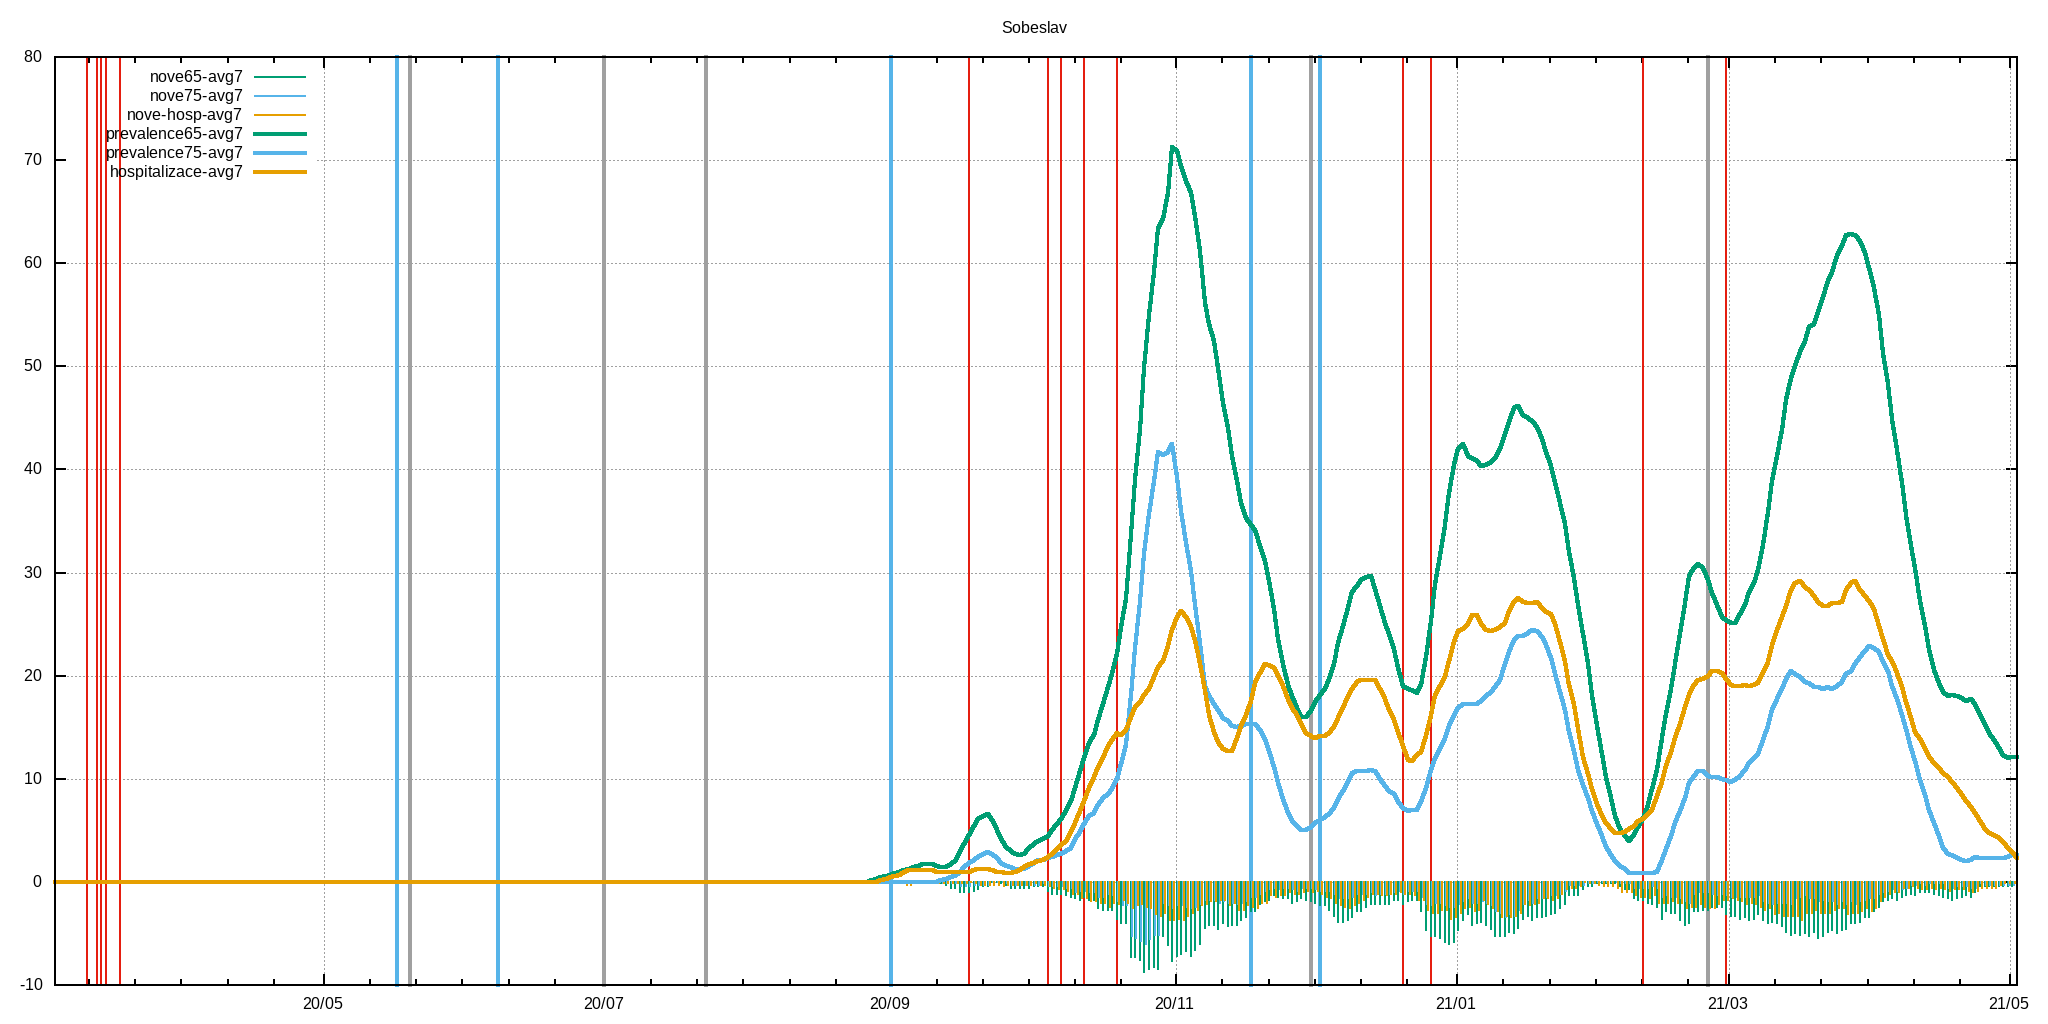 Sobeslav
80
70
60
50
40
30
20
10
0
-10
nove65-avg7
nove75-avg7
nove-hosp-avg7
prevalence65-avg7
prevalence75-avg7
hospitalizace-avg7
20/05 20/07 20/09 20/11 21/01 21/03 21/05